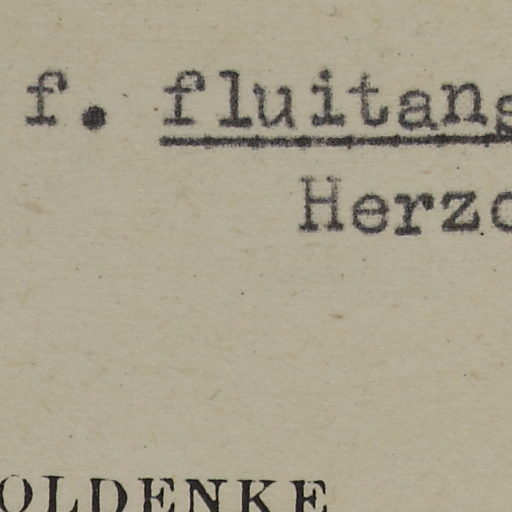 f. fluitans
Herzo
OLDENKE